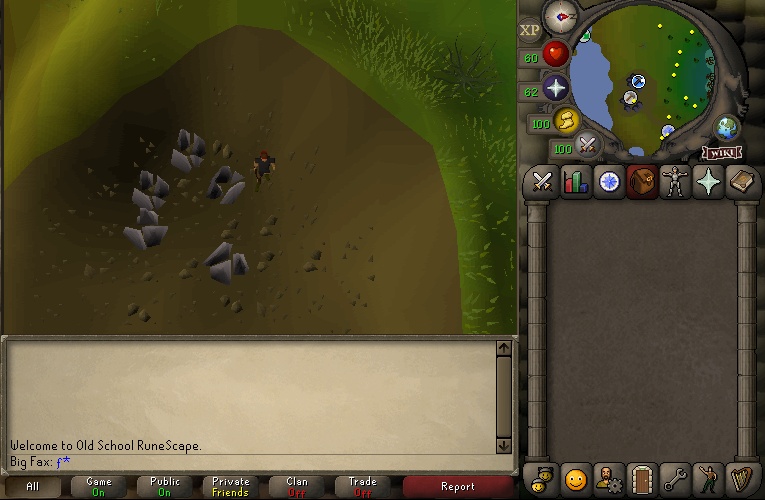 XP
60
62
100
100
WIKI
Welcome to Old School RuneScape.
Big Fax: f*
All
Game
On
Public
On
Private
Friends
Clan
Off
Trade
Off
Report